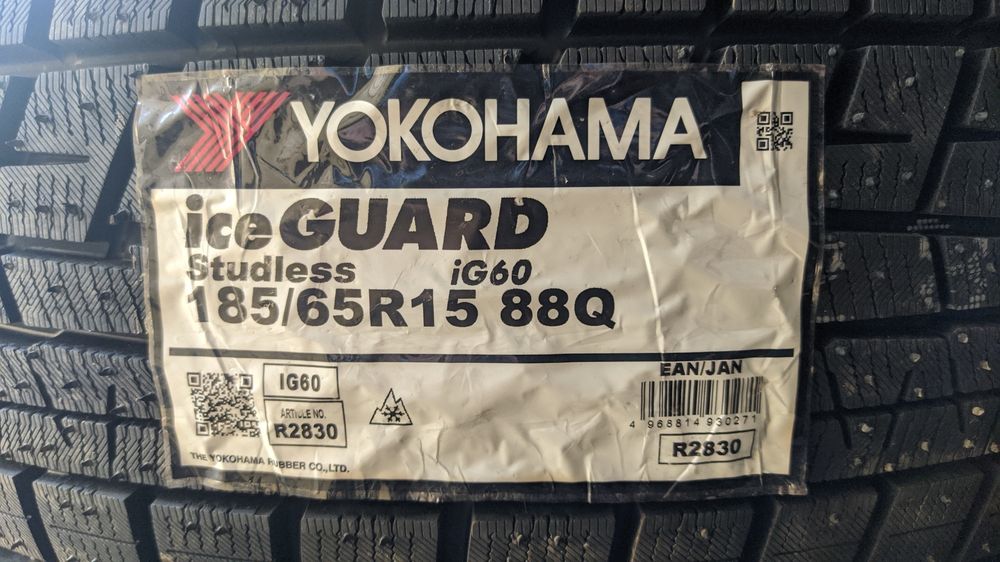 YOKOHAMA
iceGUARD
Studless iG60
185/65R15 88Q
IG60
ARTICLE NO.
R2830
THE YOKOHAMA RUBBER CO.,LTD.
EAN/JAN
4 968814 930271
R2830